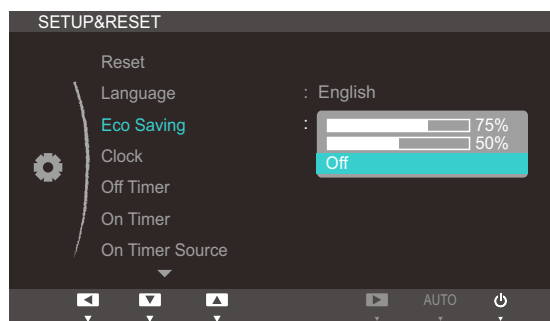 SETUP&RESET
Reset
Language : English
Eco Saving : 75%
50%
Clock Off
Off Timer
On Timer
On Timer Source
AUTO